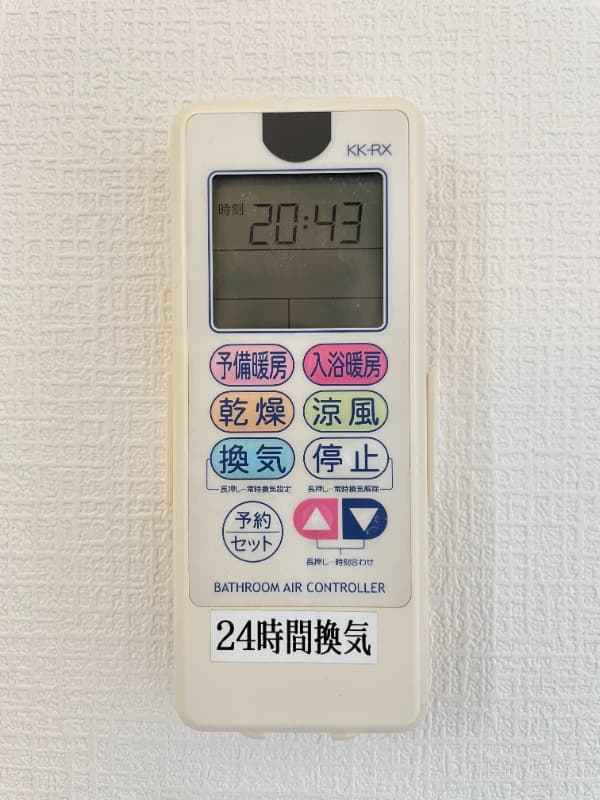 KK-RX
時刻 20:43
予備暖房 入浴暖房
乾燥 涼風
換気 停止
長押し―常時換気設定 長押し―常時換気解除
予約
セット
長押し―時刻合わせ
BATHROOM AIR CONTROLLER
24時間換気